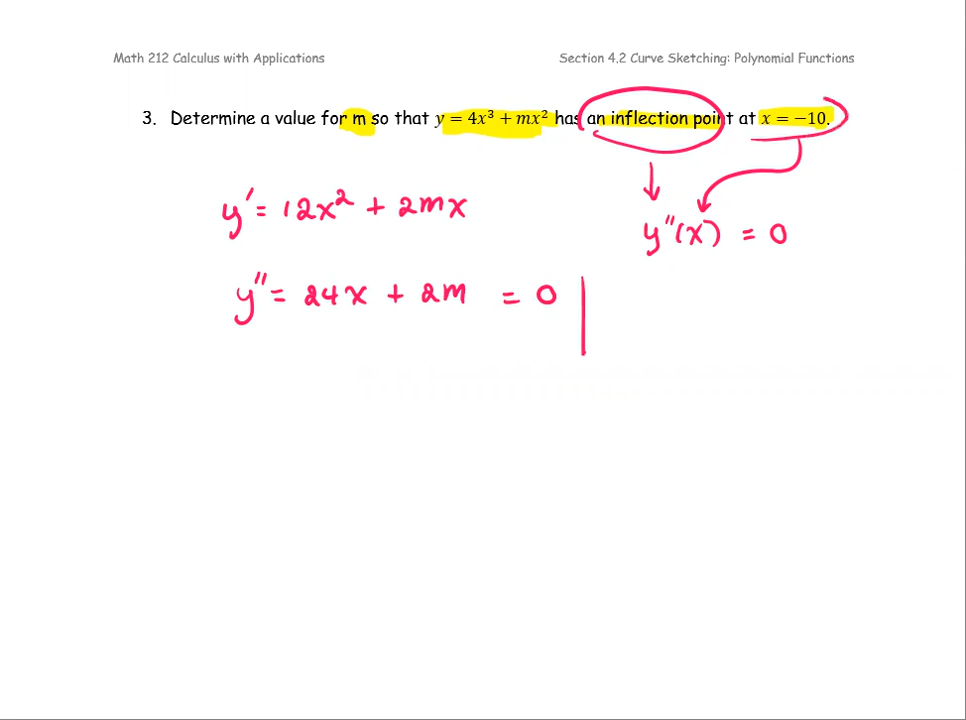 Math 212 Calculus with Applications Section 4.2 Curve Sketching: Polynomial Functions
3. Determine a value for m so that y = 4x³ + mx² has an inflection point at x = −10.
y' = 12x² + 2mx
y''(x) = 0
y'' = 24x + 2m = 0